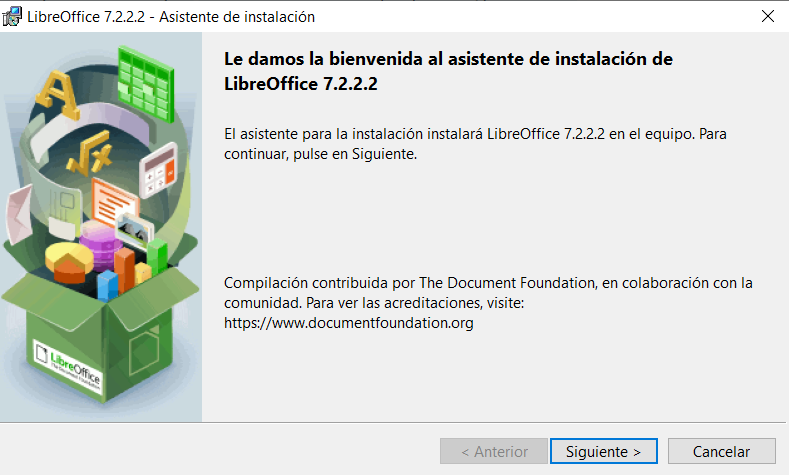 LibreOffice 7.2.2.2 - Asistente de instalación
Le damos la bienvenida al asistente de instalación de
LibreOffice 7.2.2.2
El asistente para la instalación instalará LibreOffice 7.2.2.2 en el equipo. Para
continuar, pulse en Siguiente.
A
√x
LibreOffice
The Document Foundation
Compilación contribuida por The Document Foundation, en colaboración con la
comunidad. Para ver las acreditaciones, visite:
https://www.documentfoundation.org
< Anterior
Siguiente >
Cancelar